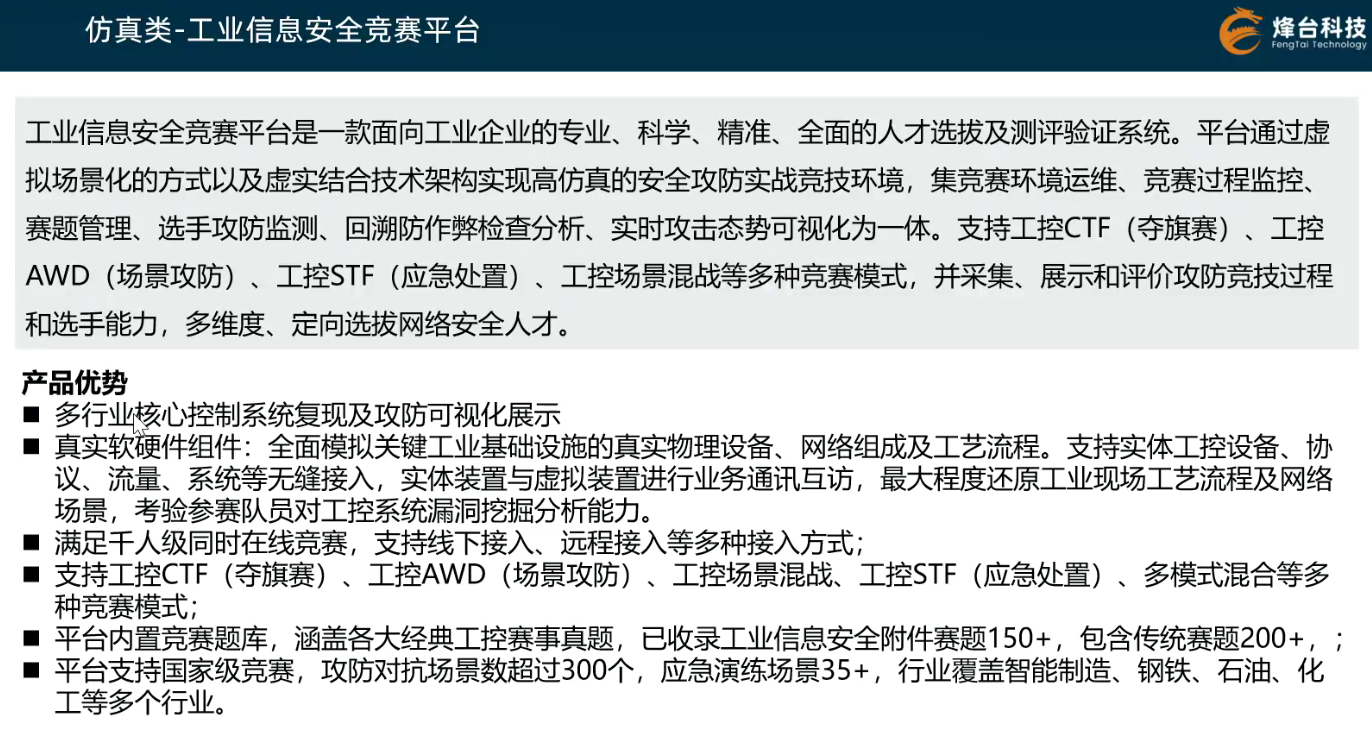 仿真类-工业信息安全竞赛平台
烽台科技
FengTai Technology
工业信息安全竞赛平台是一款面向工业企业的专业、科学、精准、全面的人才选拔及测评验证系统。平台通过虚
拟场景化的方式以及虚实结合技术架构实现高仿真的安全攻防实战竞技环境，集竞赛环境运维、竞赛过程监控、
赛题管理、选手攻防监测、回溯防作弊检查分析、实时攻击态势可视化为一体。支持工控CTF（夺旗赛）、工控
AWD（场景攻防）、工控STF（应急处置）、工控场景混战等多种竞赛模式，并采集、展示和评价攻防竞技过程
和选手能力，多维度、定向选拔网络安全人才。
产品优势
■ 多行业核心控制系统复现及攻防可视化展示
■ 真实软硬件组件：全面模拟关键工业基础设施的真实物理设备、网络组成及工艺流程。支持实体工控设备、协
议、流量、系统等无缝接入，实体装置与虚拟装置进行业务通讯互访，最大程度还原工业现场工艺流程及网络
场景，考验参赛队员对工控系统漏洞挖掘分析能力。
■ 满足千人级同时在线竞赛，支持线下接入、远程接入等多种接入方式；
■ 支持工控CTF（夺旗赛）、工控AWD（场景攻防）、工控场景混战、工控STF（应急处置）、多模式混合等多
种竞赛模式；
■ 平台内置竞赛题库，涵盖各大经典工控赛事真题，已收录工业信息安全附件赛题150+，包含传统赛题200+，；
■ 平台支持国家级竞赛，攻防对抗场景数超过300个，应急演练场景35+，行业覆盖智能制造、钢铁、石油、化
工等多个行业。